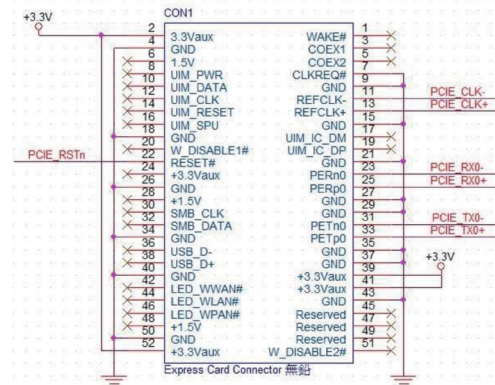 CON1
+3.3V
2 3.3Vaux WAKE# 1
4 GND COEX1 3
6 1.5V COEX2 5
8 UIM_PWR CLKREQ# 7
10 UIM_DATA GND 9
12 UIM_CLK REFCLK- 11 PCIE_CLK-
14 UIM_RESET REFCLK+ 13 PCIE_CLK+
16 UIM_SPU GND 15
18 GND UIM_IC_DM 17
20 W_DISABLE1# UIM_IC_DP 19
PCIE_RSTn 22 RESET# GND 21
24 +3.3Vaux PERn0 23 PCIE_RX0-
26 GND PERp0 25 PCIE_RX0+
28 +1.5V GND 27
30 SMB_CLK GND 29
32 SMB_DATA PETn0 31 PCIE_TX0-
34 GND PETp0 33 PCIE_TX0+
36 USB_D- GND 35
38 USB_D+ GND 37
40 GND +3.3Vaux 39 +3.3V
42 LED_WWAN# +3.3Vaux 41
44 LED_WLAN# GND 43
46 LED_WPAN# Reserved 45
48 +1.5V Reserved 47
50 GND Reserved 49
52 +3.3Vaux W_DISABLE2# 51
Express Card Connector 無鉛